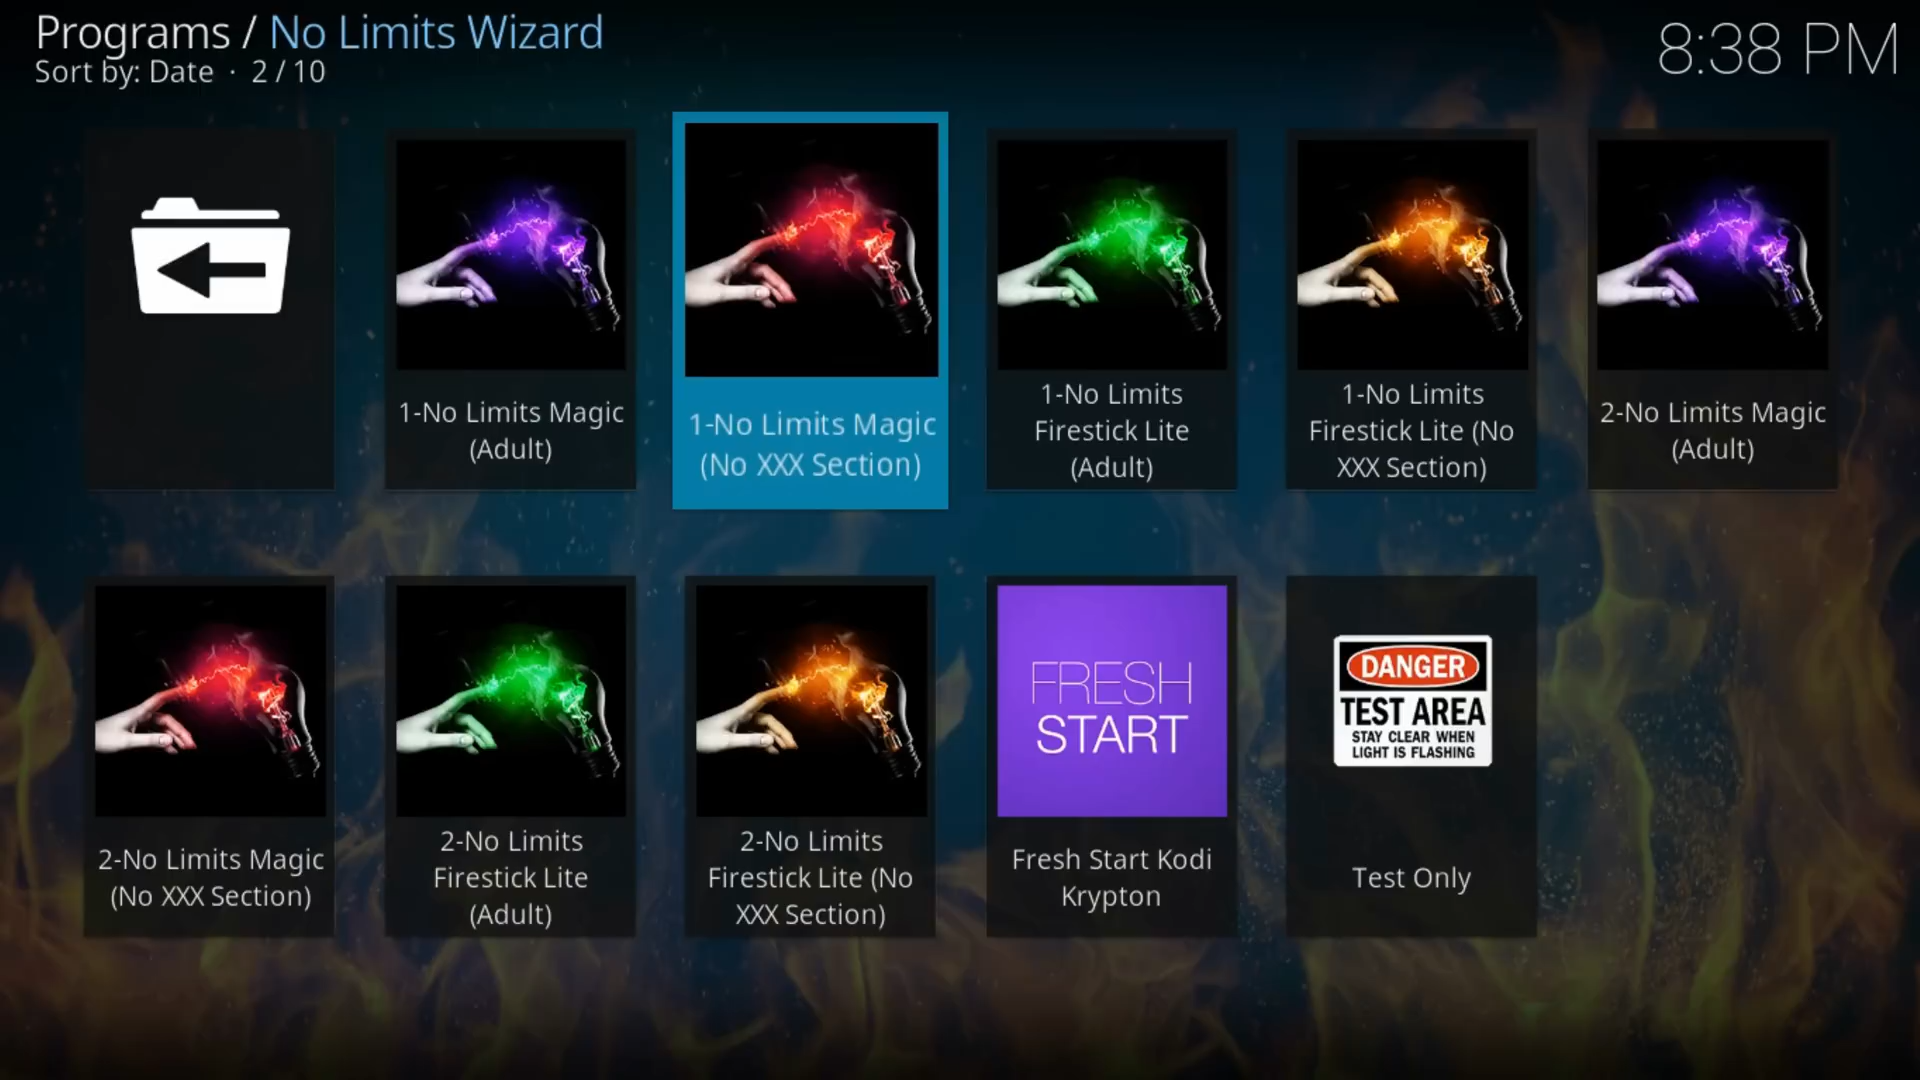 Programs / No Limits Wizard
Sort by: Date · 2 / 10
8:38 PM
1-No Limits Magic
(Adult)
1-No Limits Magic
(No XXX Section)
1-No Limits
Firestick Lite
(Adult)
1-No Limits
Firestick Lite (No
XXX Section)
2-No Limits Magic
(Adult)
2-No Limits Magic
(No XXX Section)
2-No Limits
Firestick Lite
(Adult)
2-No Limits
Firestick Lite (No
XXX Section)
FRESH
START
Fresh Start Kodi
Krypton
DANGER
TEST AREA
STAY CLEAR WHEN
LIGHT IS FLASHING
Test Only